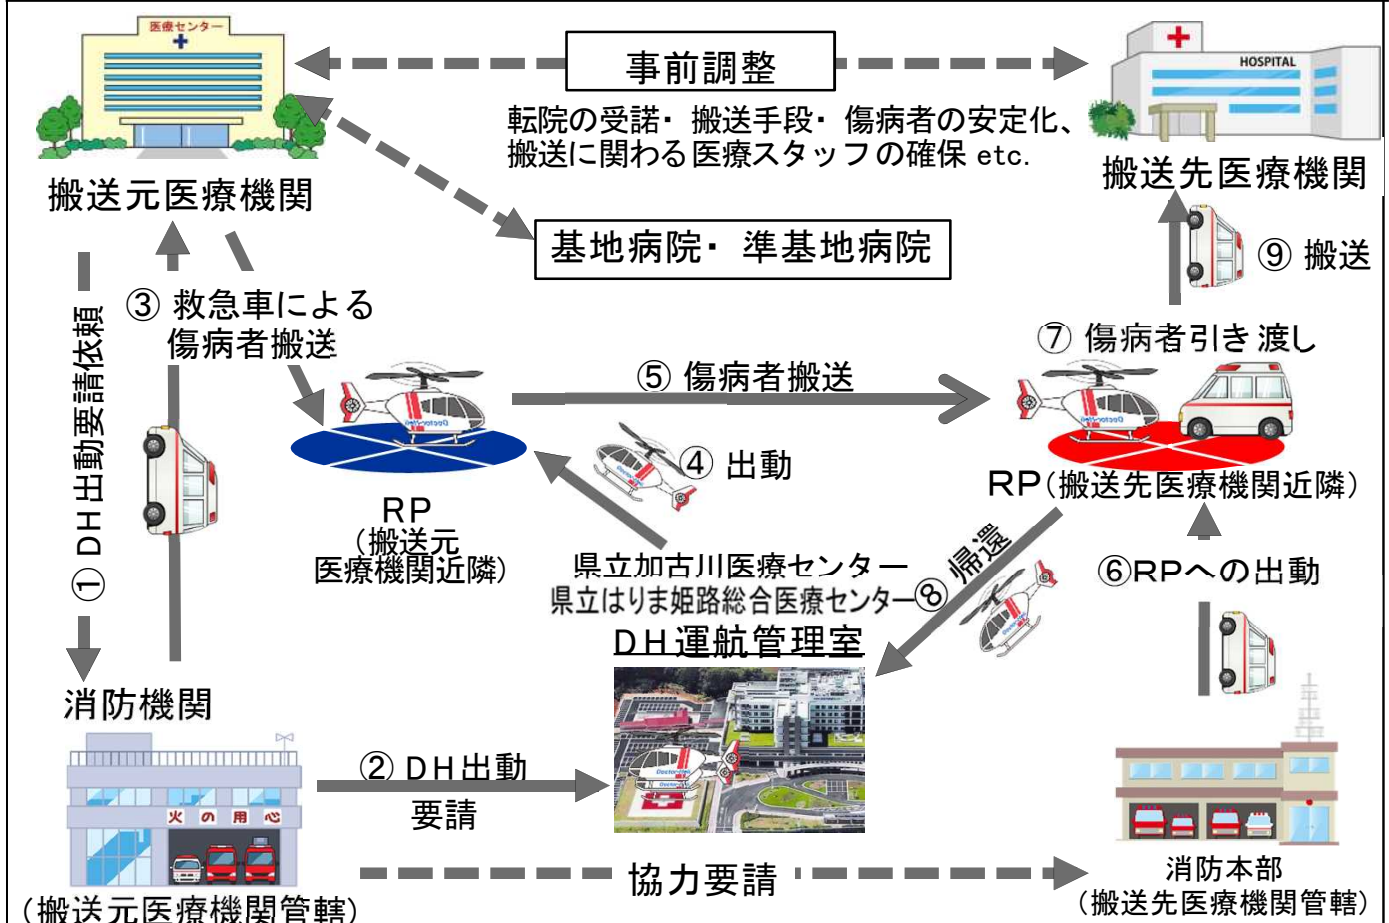 医療センター
事前調整
HOSPITAL
転院の受諾・搬送手段・傷病者の安定化、
搬送に関わる医療スタッフの確保 etc.
搬送元医療機関
搬送先医療機関
基地病院・準基地病院
⑨ 搬送
① DH出動要請依頼
③ 救急車による
傷病者搬送
⑤ 傷病者搬送
⑦ 傷病者引き渡し
Doctor-Heli
Doctor-Heli
④ 出動
Doctor-Heli
RP
(搬送元
医療機関近隣)
RP(搬送先医療機関近隣)
県立加古川医療センター
県立はりま姫路総合医療センター
DH運航管理室
⑧ 帰還
⑥RPへの出動
消防機関
② DH出動
要請
Doctor-Heli
Doctor-Heli
火の用心
(搬送元医療機関管轄)
協力要請
消防本部
(搬送先医療機関管轄)